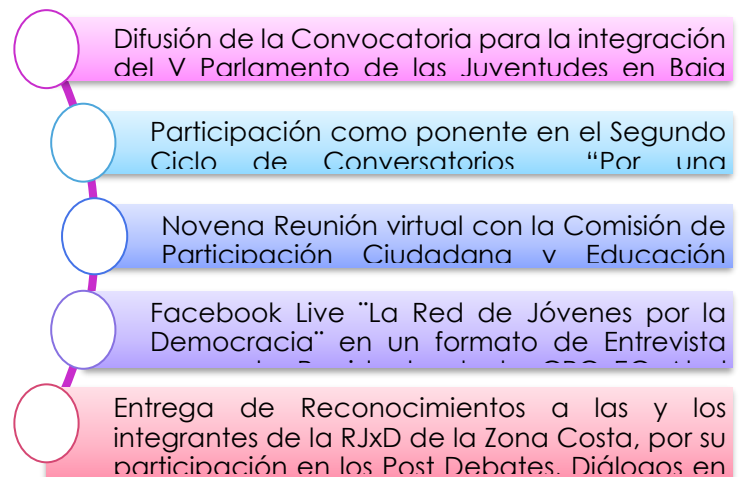 Difusión de la Convocatoria para la integración
del V Parlamento de las Juventudes en Baja
Participación como ponente en el Segundo
Ciclo de Conversatorios “Por una
Novena Reunión virtual con la Comisión de
Participación Ciudadana y Educación
Facebook Live ¨La Red de Jóvenes por la
Democracia¨ en un formato de Entrevista
Entrega de Reconocimientos a las y los
integrantes de la RJxD de la Zona Costa, por su
participación en los Post Debates, Diálogos en